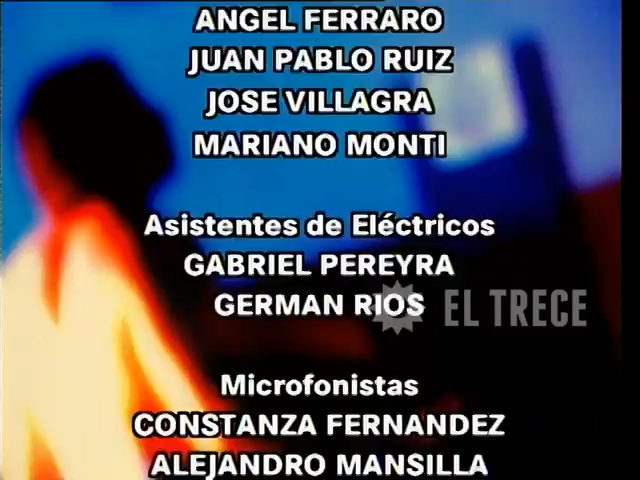 ANGEL FERRARO
JUAN PABLO RUIZ
JOSE VILLAGRA
MARIANO MONTI
Asistentes de Eléctricos
GABRIEL PEREYRA
GERMAN RIOS
EL TRECE
Microfonistas
CONSTANZA FERNANDEZ
ALEJANDRO MANSILLA